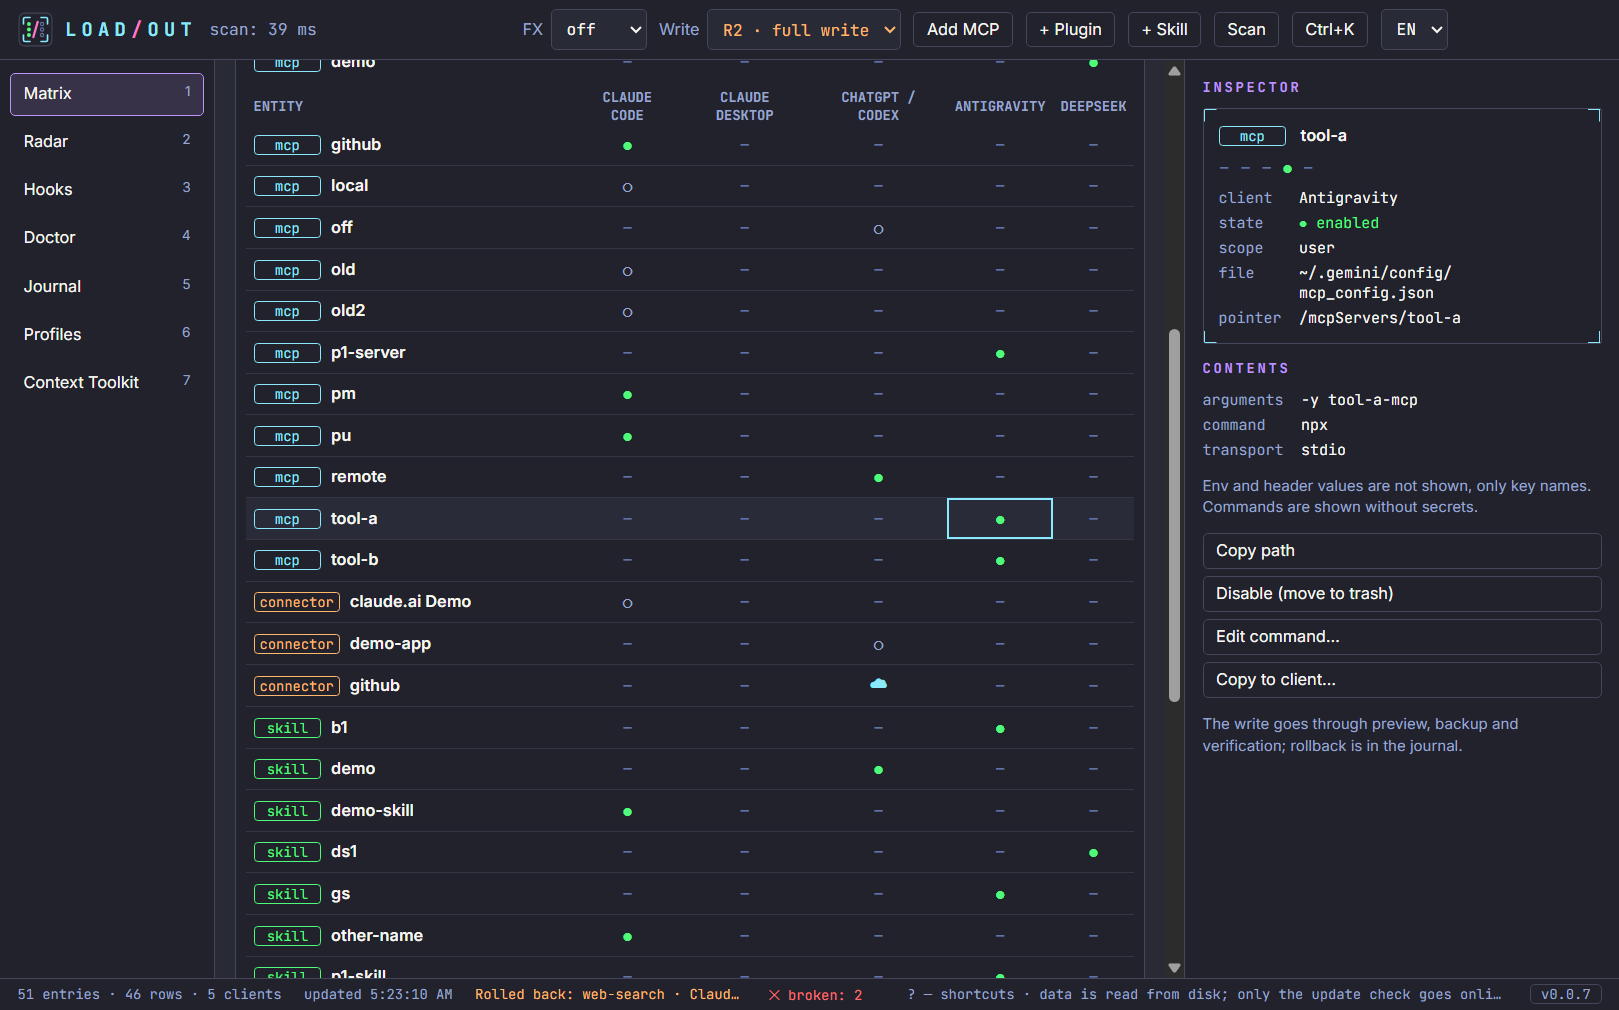 LOAD/OUT scan: 39 ms FX off Write R2 · full write Add MCP + Plugin + Skill Scan Ctrl+K EN
Matrix 1
Radar 2
Hooks 3
Doctor 4
Journal 5
Profiles 6
Context Toolkit 7
mcp demo — — — — ●
ENTITY CLAUDE CODE CLAUDE DESKTOP CHATGPT / CODEX ANTIGRAVITY DEEPSEEK
mcp github ● — — — —
mcp local ○ — — — —
mcp off — — ○ — —
mcp old ○ — — — —
mcp old2 ○ — — — —
mcp p1-server — — — ● —
mcp pm ● — — — —
mcp pu ● — — — —
mcp remote — — ● — —
mcp tool-a — — — ● —
mcp tool-b — — — ● —
connector claude.ai Demo ○ — — — —
connector demo-app — — ○ — —
connector github — — — —
skill b1 — — — ● —
skill demo — — ● — —
skill demo-skill ● — — — —
skill ds1 — — — — ●
skill gs — — — ● —
skill other-name ● — — — —
skill p1-skill — — — ● —
INSPECTOR
mcp tool-a
— — — ● —
client Antigravity
state ● enabled
scope user
file ~/.gemini/config/
mcp_config.json
pointer /mcpServers/tool-a
CONTENTS
arguments -y tool-a-mcp
command npx
transport stdio
Env and header values are not shown, only key names.
Commands are shown without secrets.
Copy path
Disable (move to trash)
Edit command...
Copy to client...
The write goes through preview, backup and
verification; rollback is in the journal.
51 entries · 46 rows · 5 clients updated 5:23:10 AM Rolled back: web-search · Claud… ✕ broken: 2 ? — shortcuts · data is read from disk; only the update check goes onli… v0.0.7